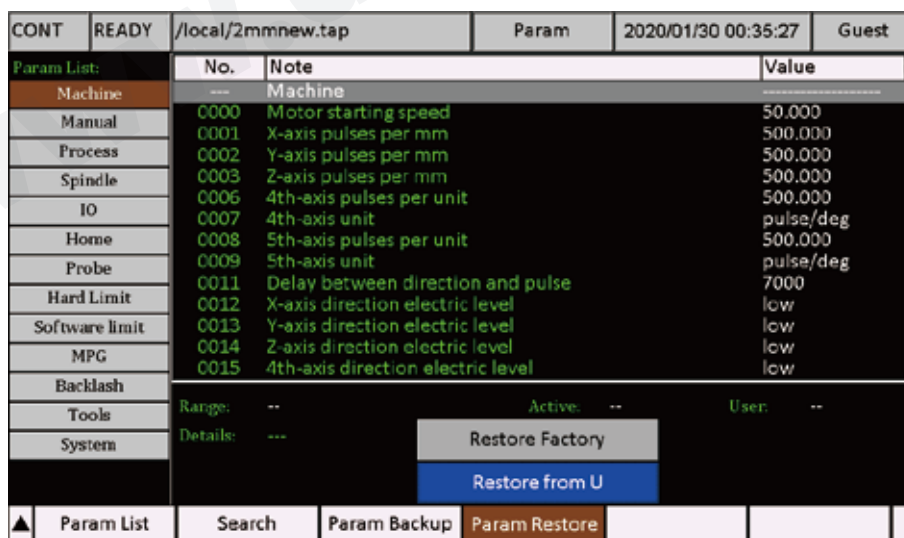 CONT READY /local/2mmnew.tap Param 2020/01/30 00:35:27 Guest
Param List: No. Note Value
Machine --- Machine --------------------
Manual 0000 Motor starting speed 50.000
0001 X-axis pulses per mm 500.000
Process 0002 Y-axis pulses per mm 500.000
Spindle 0003 Z-axis pulses per mm 500.000
IO 0006 4th-axis pulses per unit 500.000
0007 4th-axis unit pulse/deg
Home 0008 5th-axis pulses per unit 500.000
Probe 0009 5th-axis unit pulse/deg
Hard Limit 0011 Delay between direction and pulse 7000
0012 X-axis direction electric level low
Software limit 0013 Y-axis direction electric level low
MPG 0014 Z-axis direction electric level low
0015 4th-axis direction electric level low
Backlash
Tools Range: -- Active: -- User: --
System Details: --- Restore Factory
Restore from U
▲ Param List Search Param Backup Param Restore